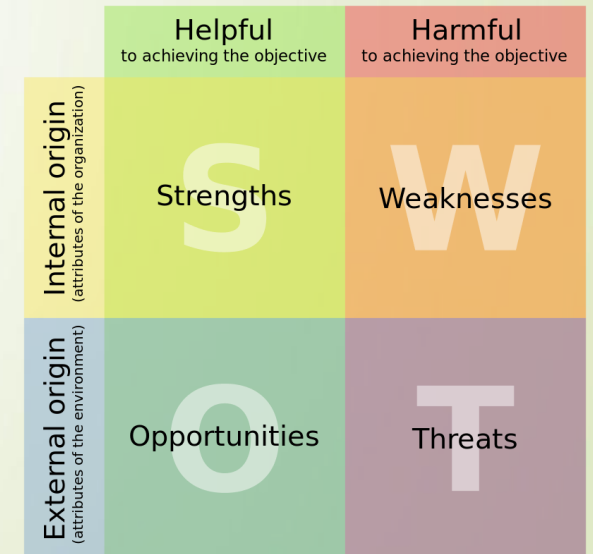 Helpful
to achieving the objective
Harmful
to achieving the objective
Internal origin
(attributes of the organization)
S
Strengths
W
Weaknesses
External origin
(attributes of the environment)
O
Opportunities
T
Threats